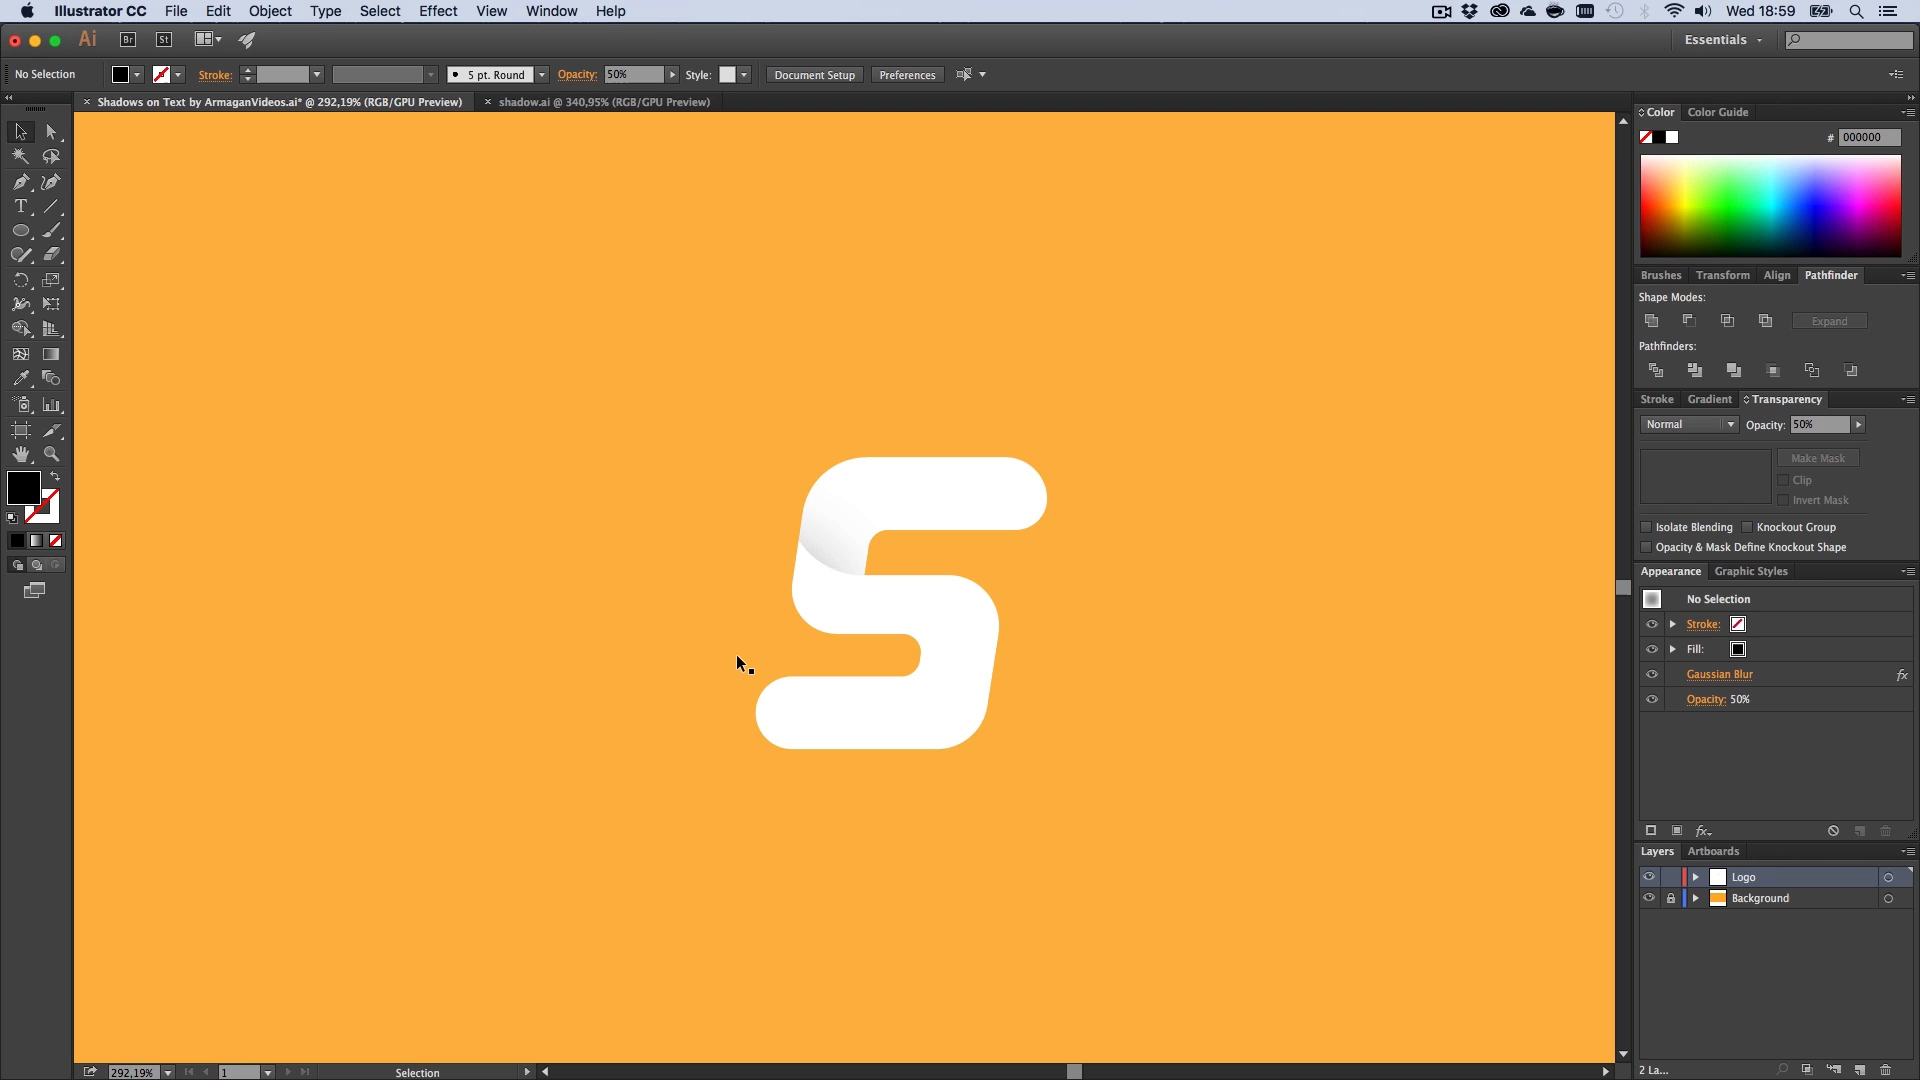 Illustrator CC File Edit Object Type Select Effect View Window Help Wed 18:59
Ai Br St Essentials
No Selection Stroke: 5 pt. Round Opacity: 50% Style: Document Setup Preferences
× Shadows on Text by ArmaganVideos.ai* @ 292,19% (RGB/GPU Preview) × shadow.ai @ 340,95% (RGB/GPU Preview)
Color Color Guide
# 000000
Brushes Transform Align Pathfinder
Shape Modes:
Expand
Pathfinders:
Stroke Gradient Transparency
Normal Opacity: 50%
Make Mask
Clip
Invert Mask
Isolate Blending Knockout Group
Opacity & Mask Define Knockout Shape
Appearance Graphic Styles
No Selection
Stroke:
Fill:
Gaussian Blur fx
Opacity: 50%
fx
Layers Artboards
Logo
Background
S
292,19% 1 Selection 2 La...